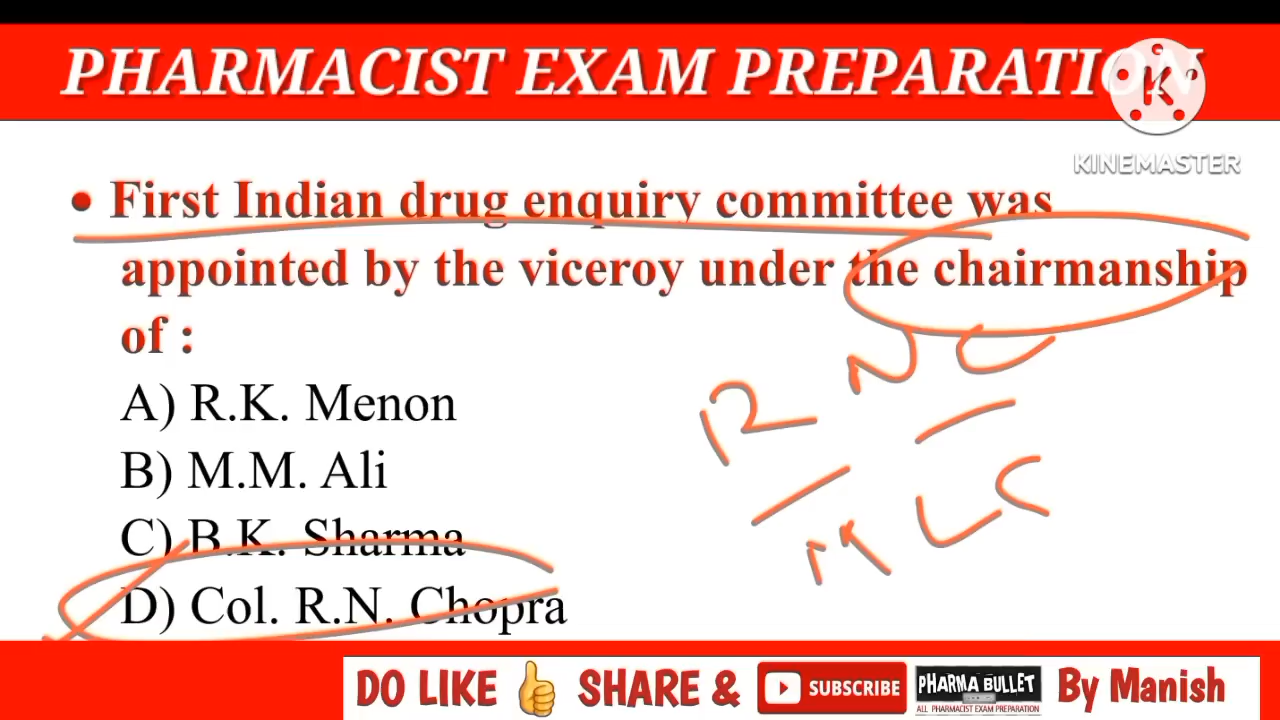 PHARMACIST EXAM PREPARATION
K
KINEMASTER
• First Indian drug enquiry committee was
appointed by the viceroy under the chairmanship
of :
R N C
A) R.K. Menon
B) M.M. Ali
C) B.K. Sharma
D) Col. R.N. Chopra
DO LIKE SHARE & SUBSCRIBE PHARMA BULLET By Manish
ALL PHARMACIST EXAM PREPARATION